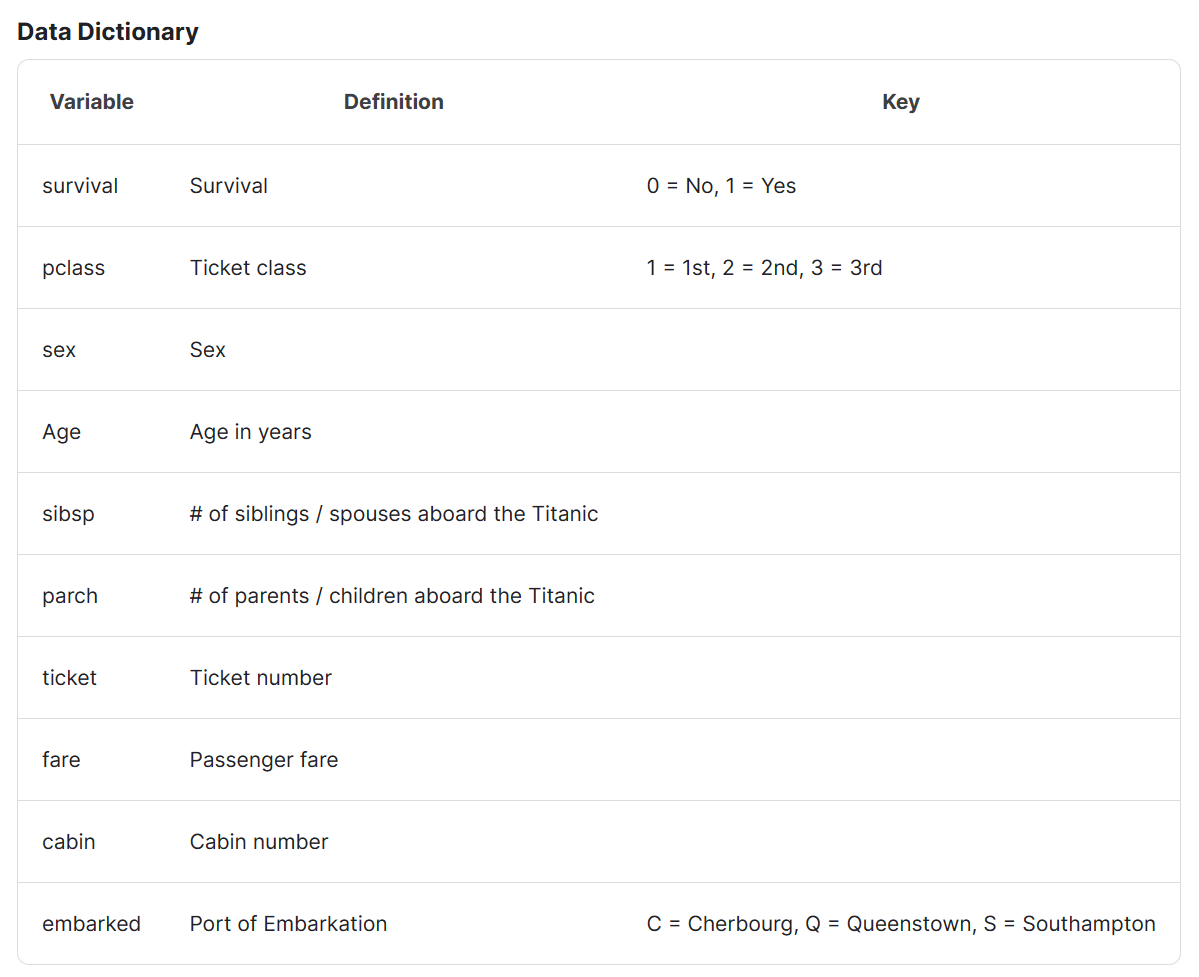 Data Dictionary
Variable Definition Key
survival Survival 0 = No, 1 = Yes
pclass Ticket class 1 = 1st, 2 = 2nd, 3 = 3rd
sex Sex
Age Age in years
sibsp # of siblings / spouses aboard the Titanic
parch # of parents / children aboard the Titanic
ticket Ticket number
fare Passenger fare
cabin Cabin number
embarked Port of Embarkation C = Cherbourg, Q = Queenstown, S = Southampton